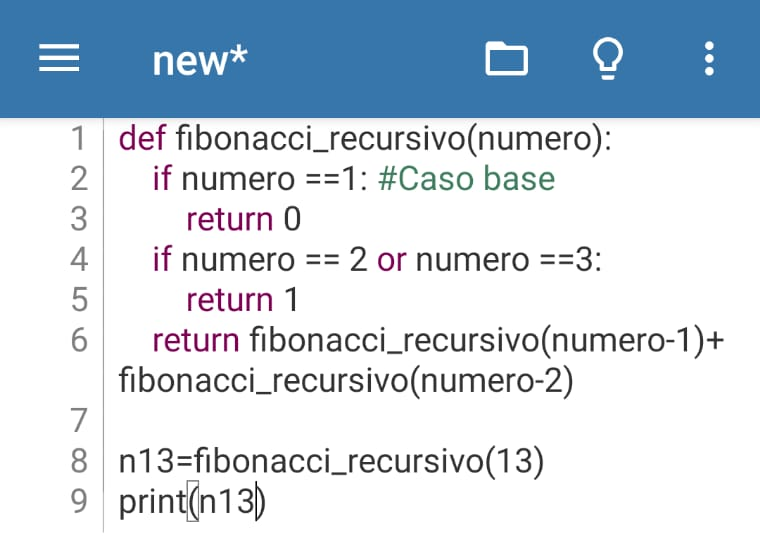 new*
1 def fibonacci_recursivo(numero):
2 if numero ==1: #Caso base
3 return 0
4 if numero == 2 or numero ==3:
5 return 1
6 return fibonacci_recursivo(numero-1)+
fibonacci_recursivo(numero-2)
7
8 n13=fibonacci_recursivo(13)
9 print(n13)